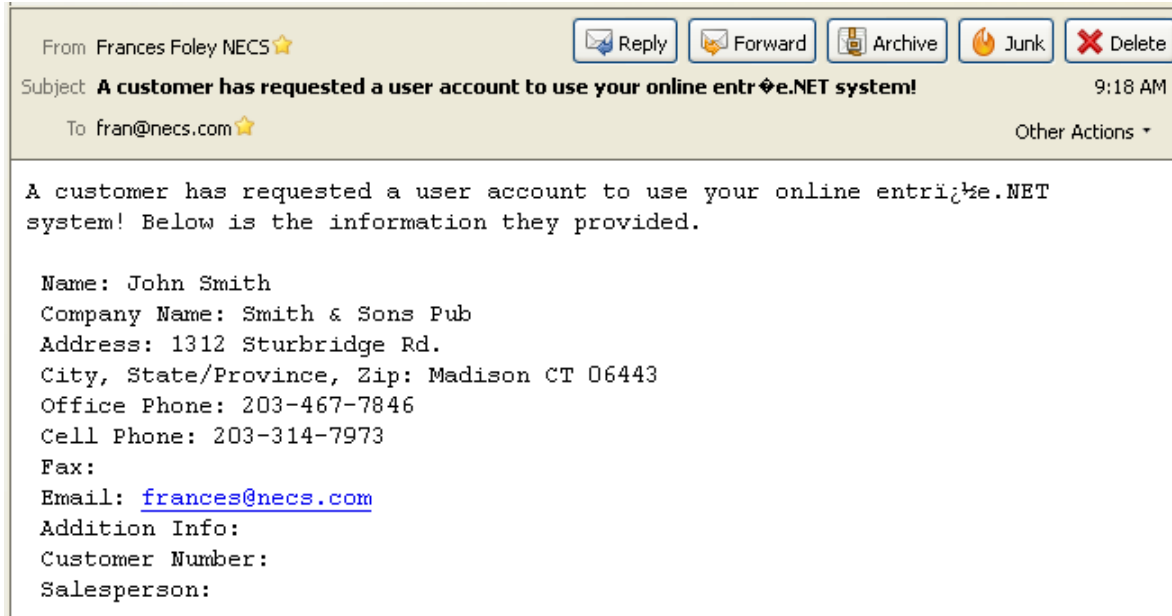 From Frances Foley NECS Reply Forward Archive Junk Delete
Subject A customer has requested a user account to use your online entr�e.NET system! 9:18 AM
To fran@necs.com Other Actions
A customer has requested a user account to use your online entrï¿½e.NET
system! Below is the information they provided.
Name: John Smith
Company Name: Smith & Sons Pub
Address: 1312 Sturbridge Rd.
City, State/Province, Zip: Madison CT 06443
Office Phone: 203-467-7846
Cell Phone: 203-314-7973
Fax:
Email: frances@necs.com
Addition Info:
Customer Number:
Salesperson: